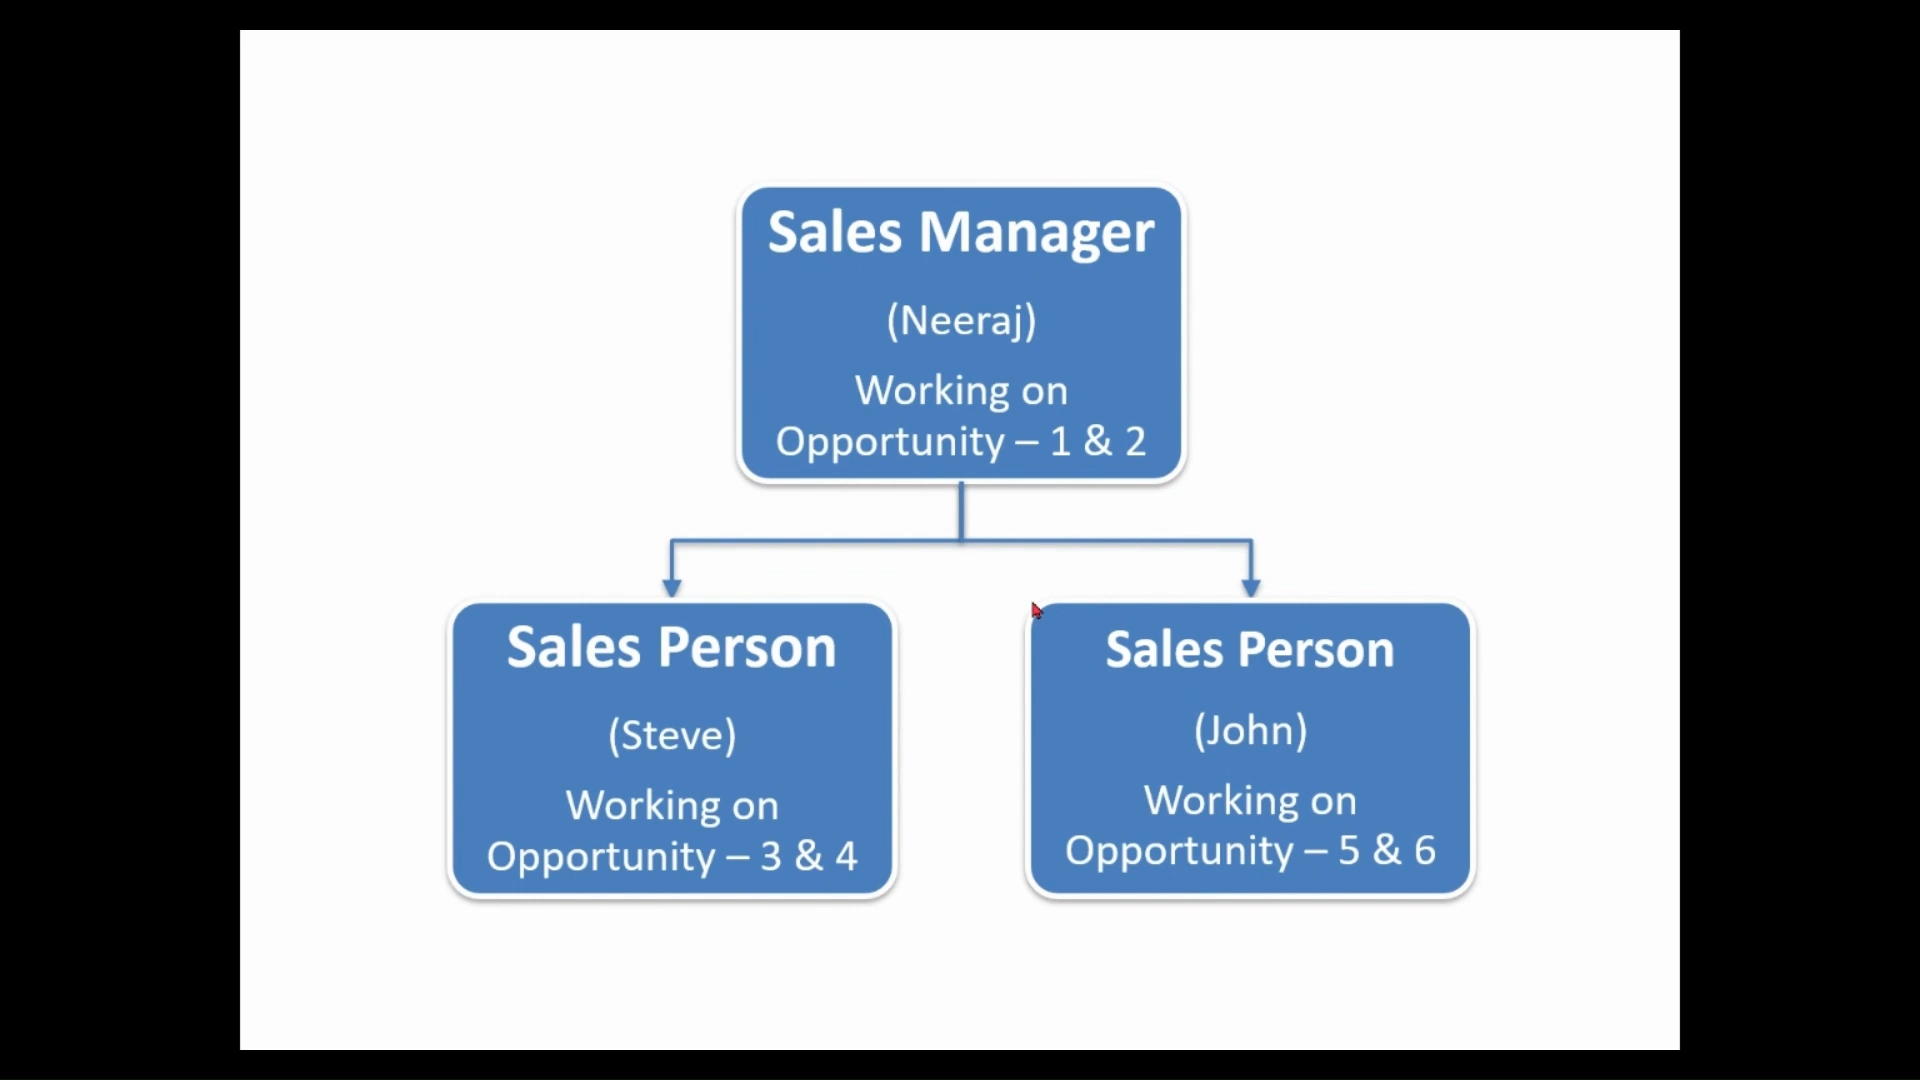 Sales Manager
(Neeraj)
Working on
Opportunity – 1 & 2
Sales Person
(Steve)
Working on
Opportunity – 3 & 4
Sales Person
(John)
Working on
Opportunity – 5 & 6